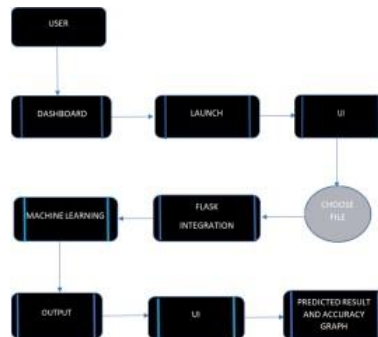 USER
DASHBOARD
LAUNCH
UI
CHOOSE
FILE
FLASK
INTEGRATION
MACHINE LEARNING
OUTPUT
UI
PREDICTED RESULT
AND ACCURACY
GRAPH